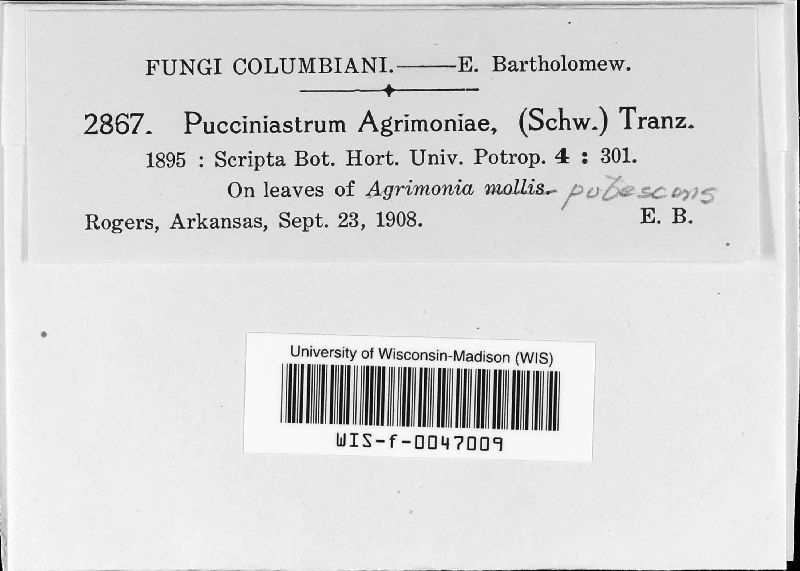 FUNGI COLUMBIANI.——E. Bartholomew.
2867. Pucciniastrum Agrimoniae, (Schw.) Tranz.
1895 : Scripta Bot. Hort. Univ. Potrop. 4 : 301.
On leaves of Agrimonia mollis. pubescens
Rogers, Arkansas, Sept. 23, 1908. E. B.
University of Wisconsin-Madison (WIS)
WIS-f-0047009